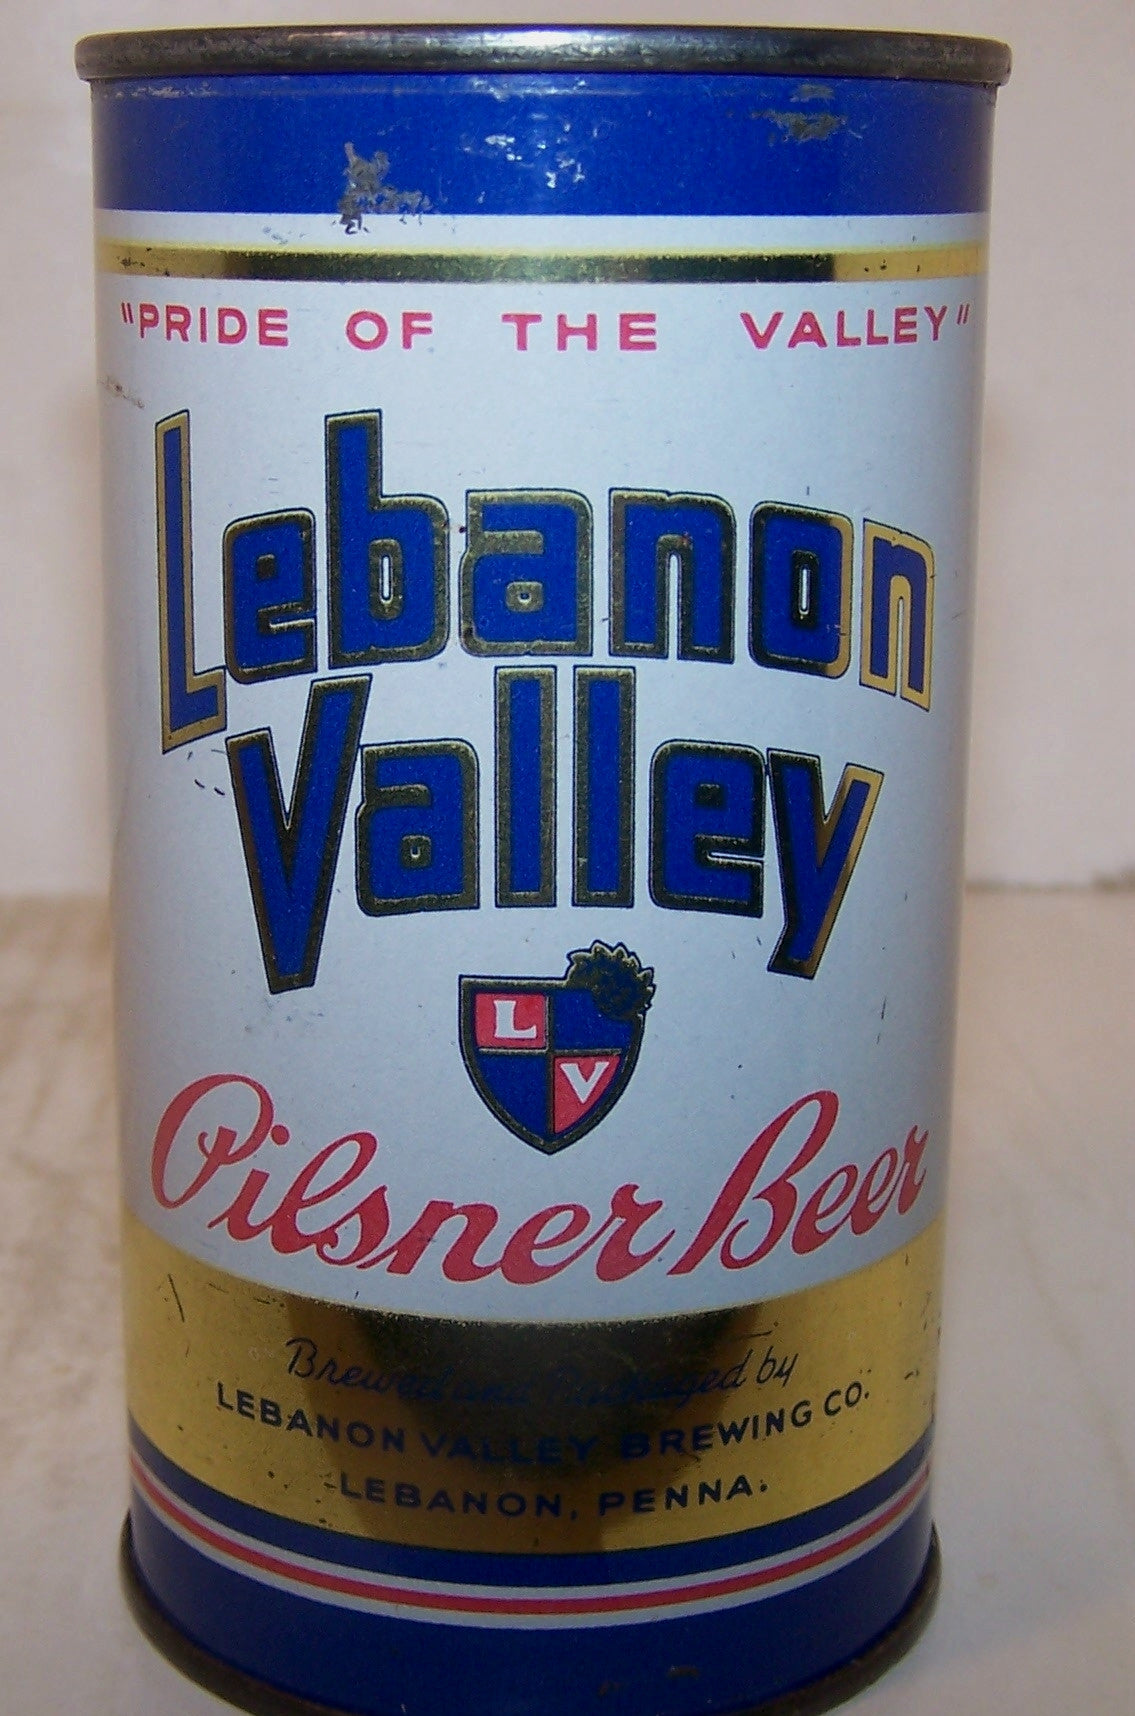 "PRIDE OF THE VALLEY"
Lebanon
Valley
L
V
Pilsner Beer
Brewed and Packaged by
LEBANON VALLEY BREWING CO.
LEBANON, PENNA.